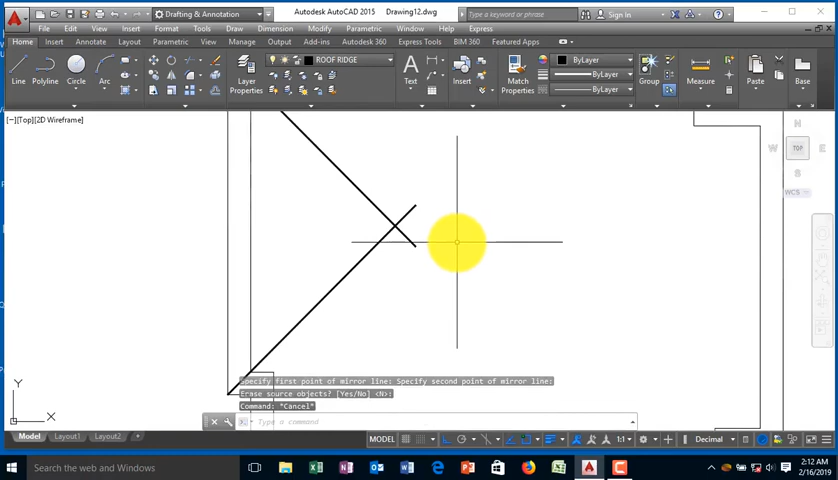 Drafting & Annotation
Autodesk AutoCAD 2015 Drawing12.dwg
Type a keyword or phrase
Sign In
File Edit View Insert Format Tools Draw Dimension Modify Parametric Window Help Express
Home Insert Annotate Layout Parametric View Manage Output Add-ins Autodesk 360 Express Tools BIM 360 Featured Apps
ROOF RIDGE
ByLayer
ByLayer
ByLayer
Line Polyline Circle Arc
Layer
Properties
Text
Insert
Match
Properties
Group
Measure
Paste
Base
[−][Top][2D Wireframe]
N
W TOP E
S
WCS
Specify first point of mirror line: Specify second point of mirror line:
Erase source objects? [Yes/No] <N>:
Command: *Cancel*
Type a command
Y
X
Model Layout1 Layout2 +
MODEL
1:1
Decimal
Search the web and Windows
2:12 AM
2/16/2019